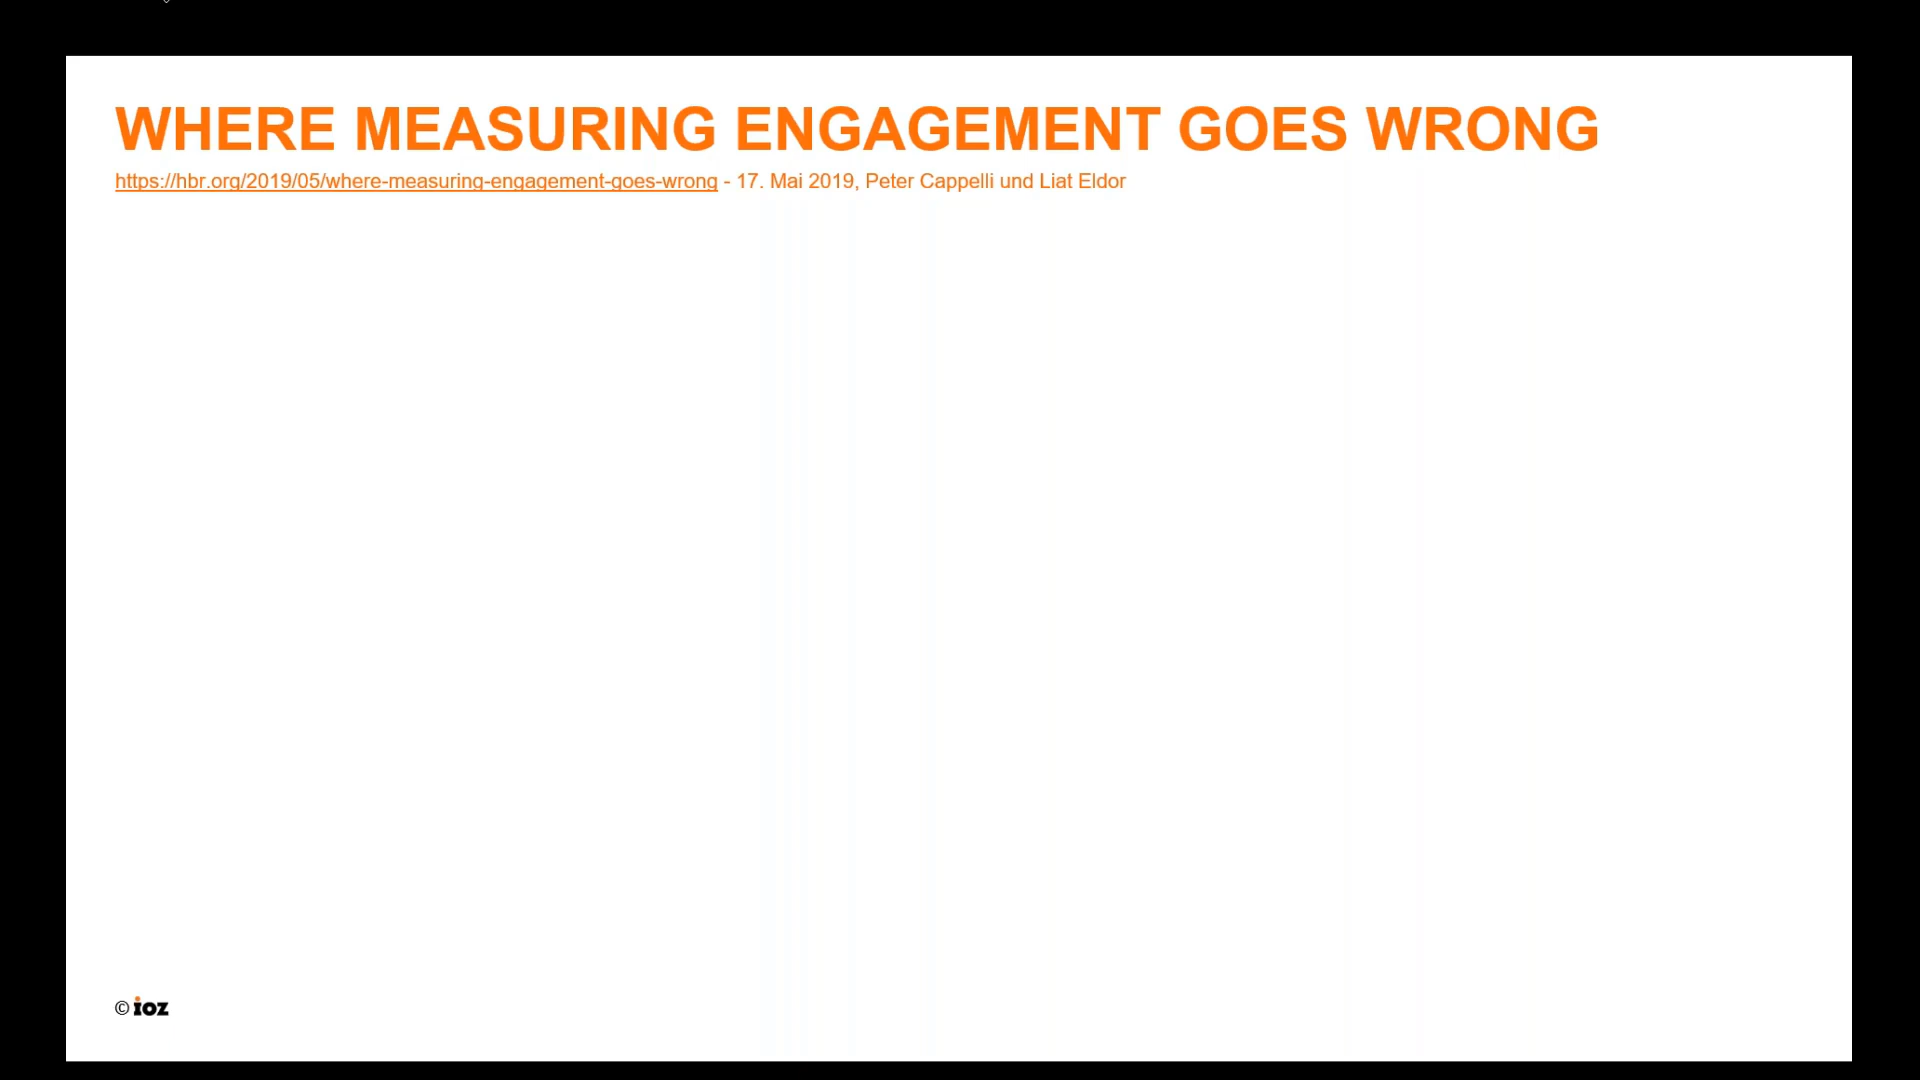 WHERE MEASURING ENGAGEMENT GOES WRONG
https://hbr.org/2019/05/where-measuring-engagement-goes-wrong - 17. Mai 2019, Peter Cappelli und Liat Eldor
© ioz